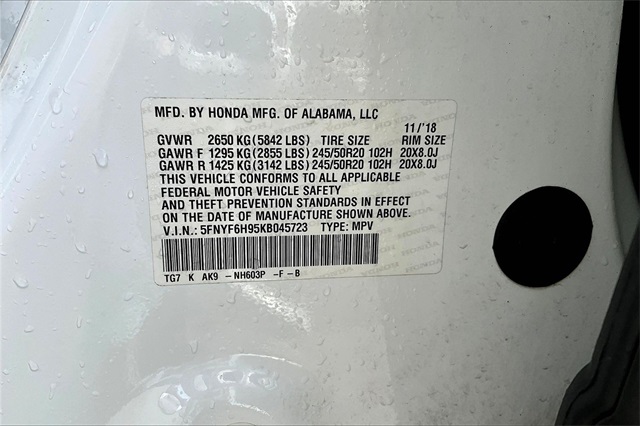 MFD. BY HONDA MFG. OF ALABAMA, LLC
11/'18
GVWR 2650 KG(5842 LBS) TIRE SIZE RIM SIZE
GAWR F 1295 KG(2855 LBS) 245/50R20 102H 20X8.0J
GAWR R 1425 KG(3142 LBS) 245/50R20 102H 20X8.0J
THIS VEHICLE CONFORMS TO ALL APPLICABLE
FEDERAL MOTOR VEHICLE SAFETY
AND THEFT PREVENTION STANDARDS IN EFFECT
ON THE DATE OF MANUFACTURE SHOWN ABOVE.
V.I.N.: 5FNYF6H95KB045723 TYPE: MPV
TG7 K AK9 -NH603P -F -B